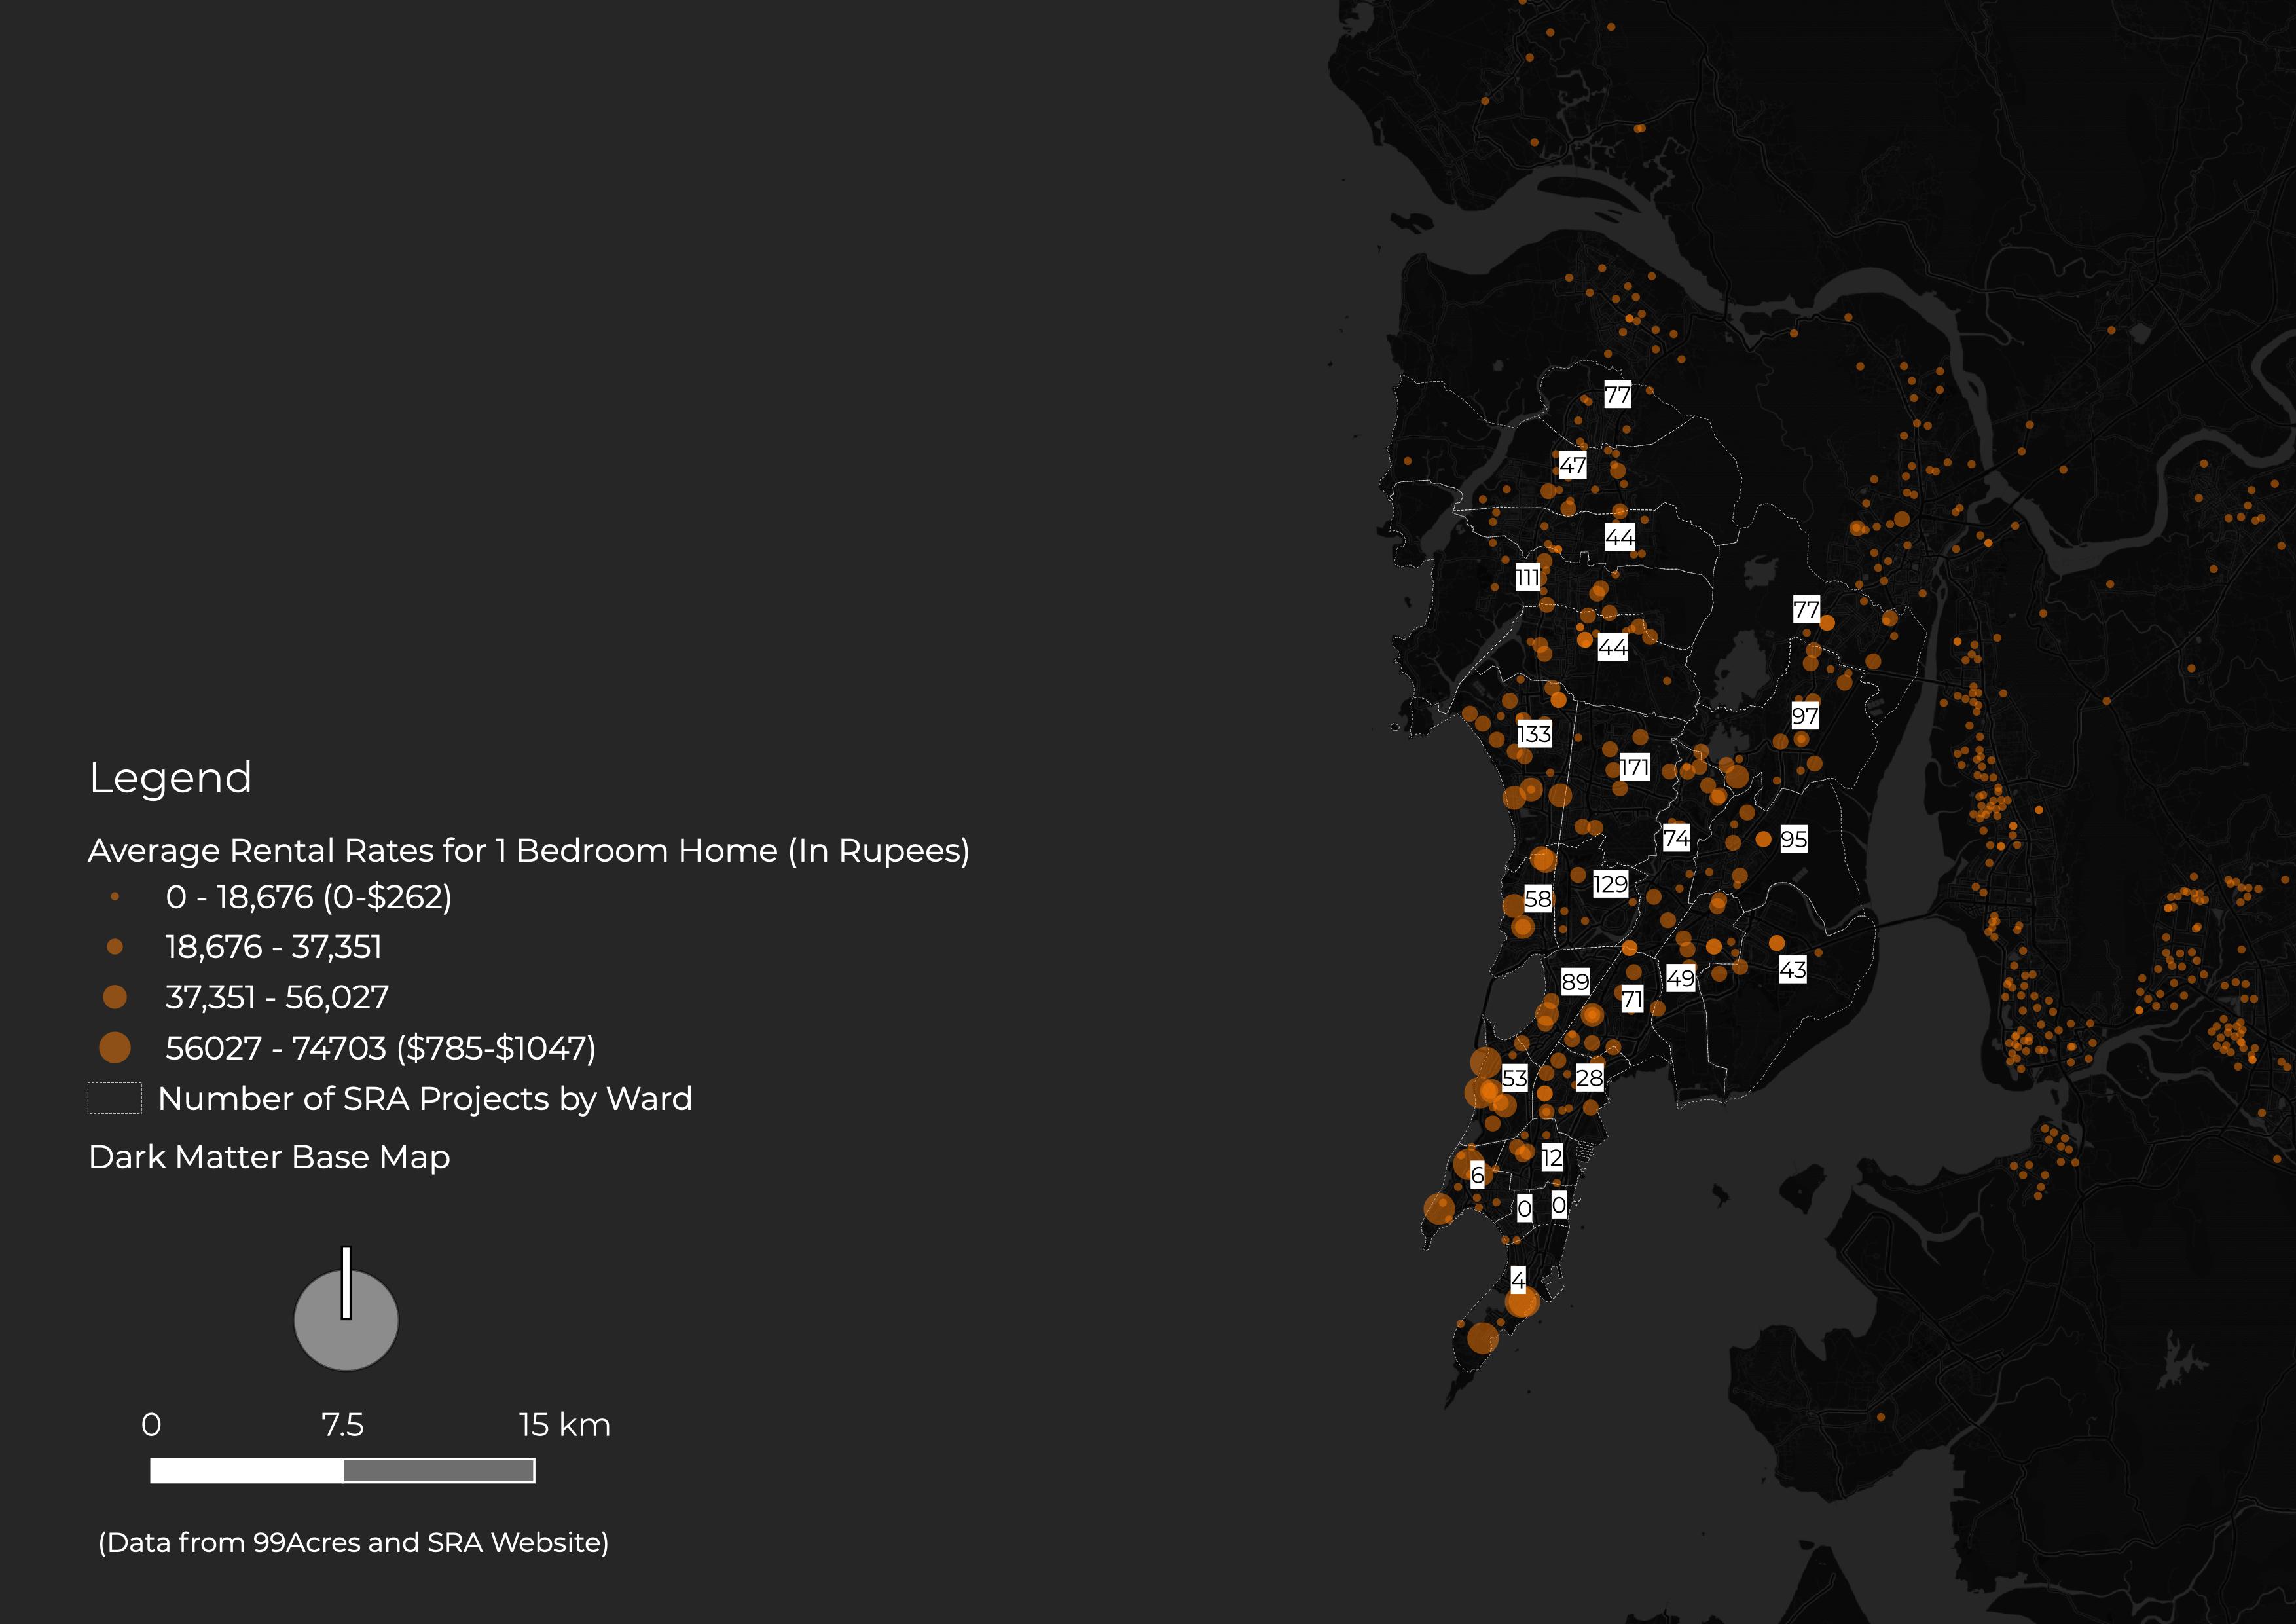 Legend
Average Rental Rates for 1 Bedroom Home (In Rupees)
0 - 18,676 (0-$262)
18,676 - 37,351
37,351 - 56,027
56027 - 74703 ($785-$1047)
Number of SRA Projects by Ward
Dark Matter Base Map
0 7.5 15 km
(Data from 99Acres and SRA Website)
77
47
44
111
77
44
97
133
171
74
95
129
58
43
49
89
71
53
28
12
6
0
0
4